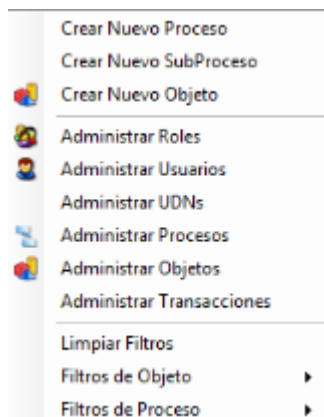 Crear Nuevo Proceso
Crear Nuevo SubProceso
Crear Nuevo Objeto
Administrar Roles
Administrar Usuarios
Administrar UDNs
Administrar Procesos
Administrar Objetos
Administrar Transacciones
Limpiar Filtros
Filtros de Objeto
Filtros de Proceso